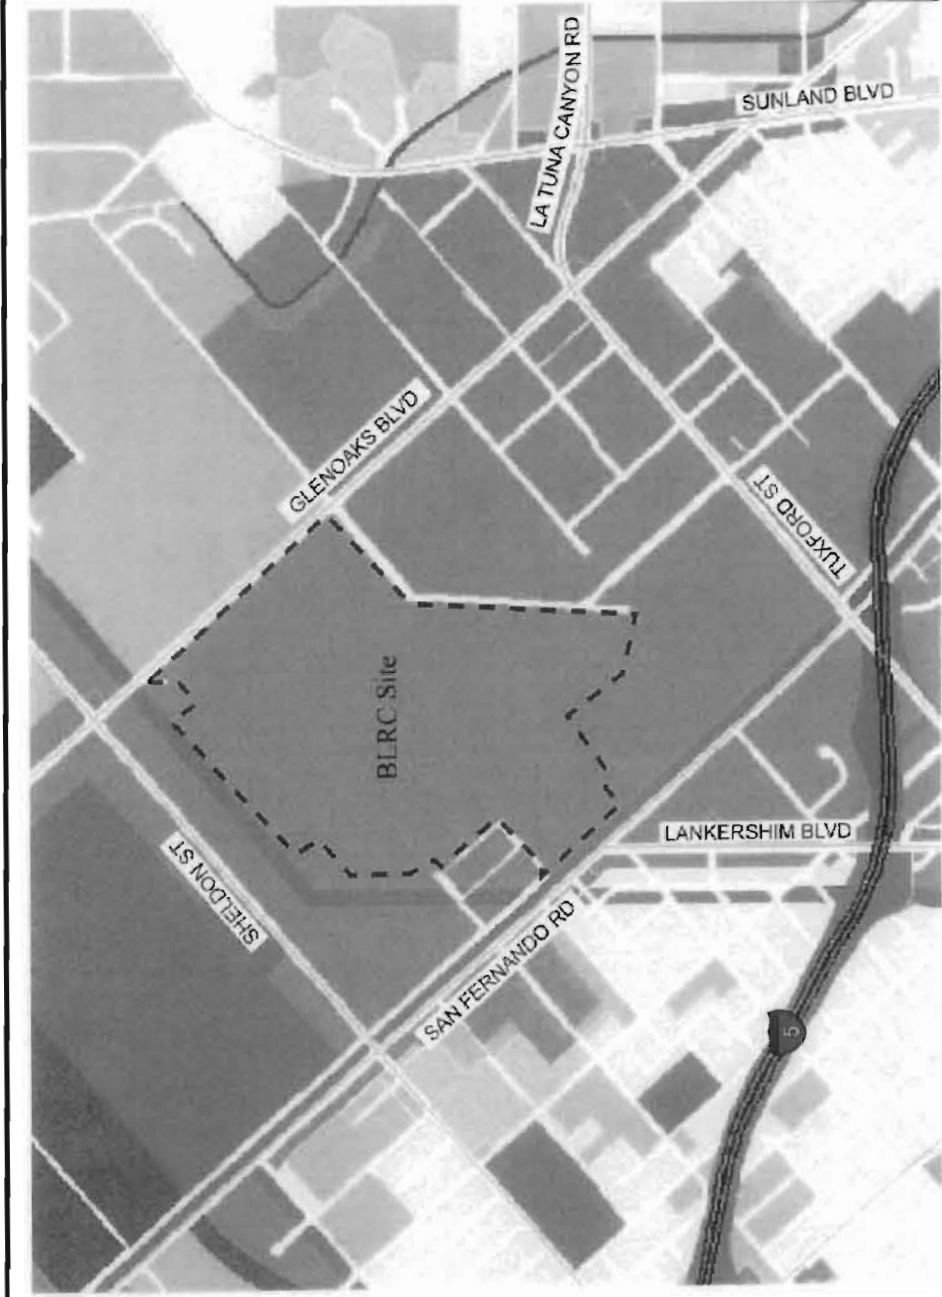 LA TUNA CANYON RD
SUNLAND BLVD
GLENOAKS BLVD
TUXFORD ST
BLRC Site
SHELDON ST
LANKERSHIM BLVD
SAN FERNANDO RD
5